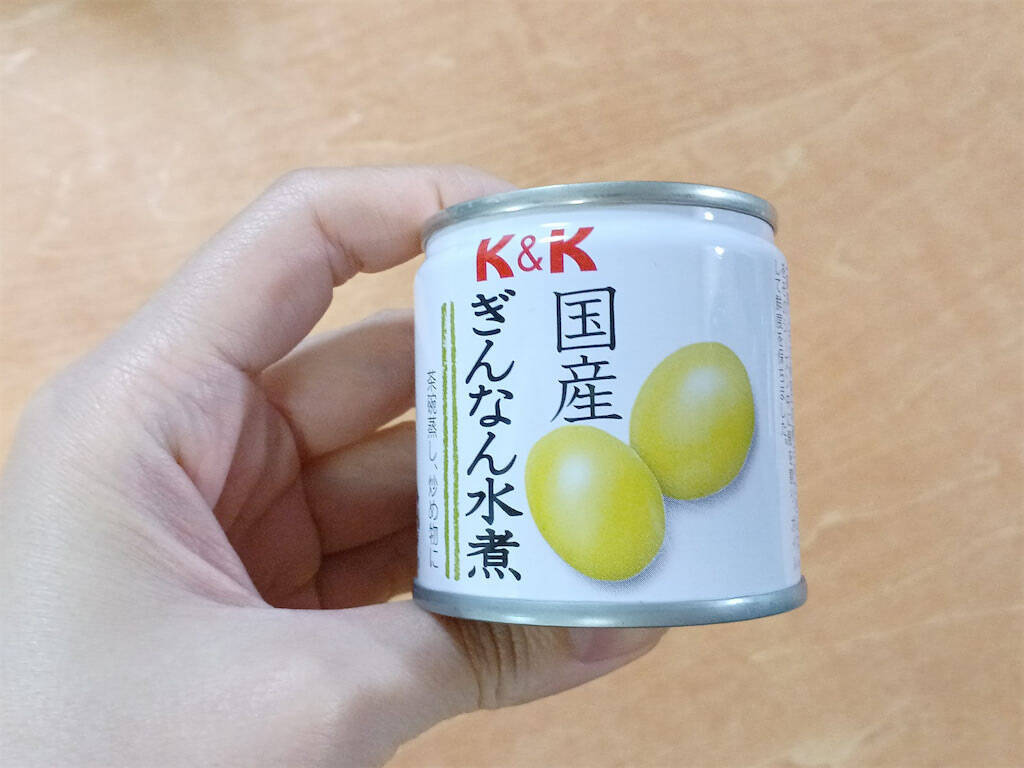 K&K
国産
ぎんなん水煮
茶碗蒸し、炒め物に